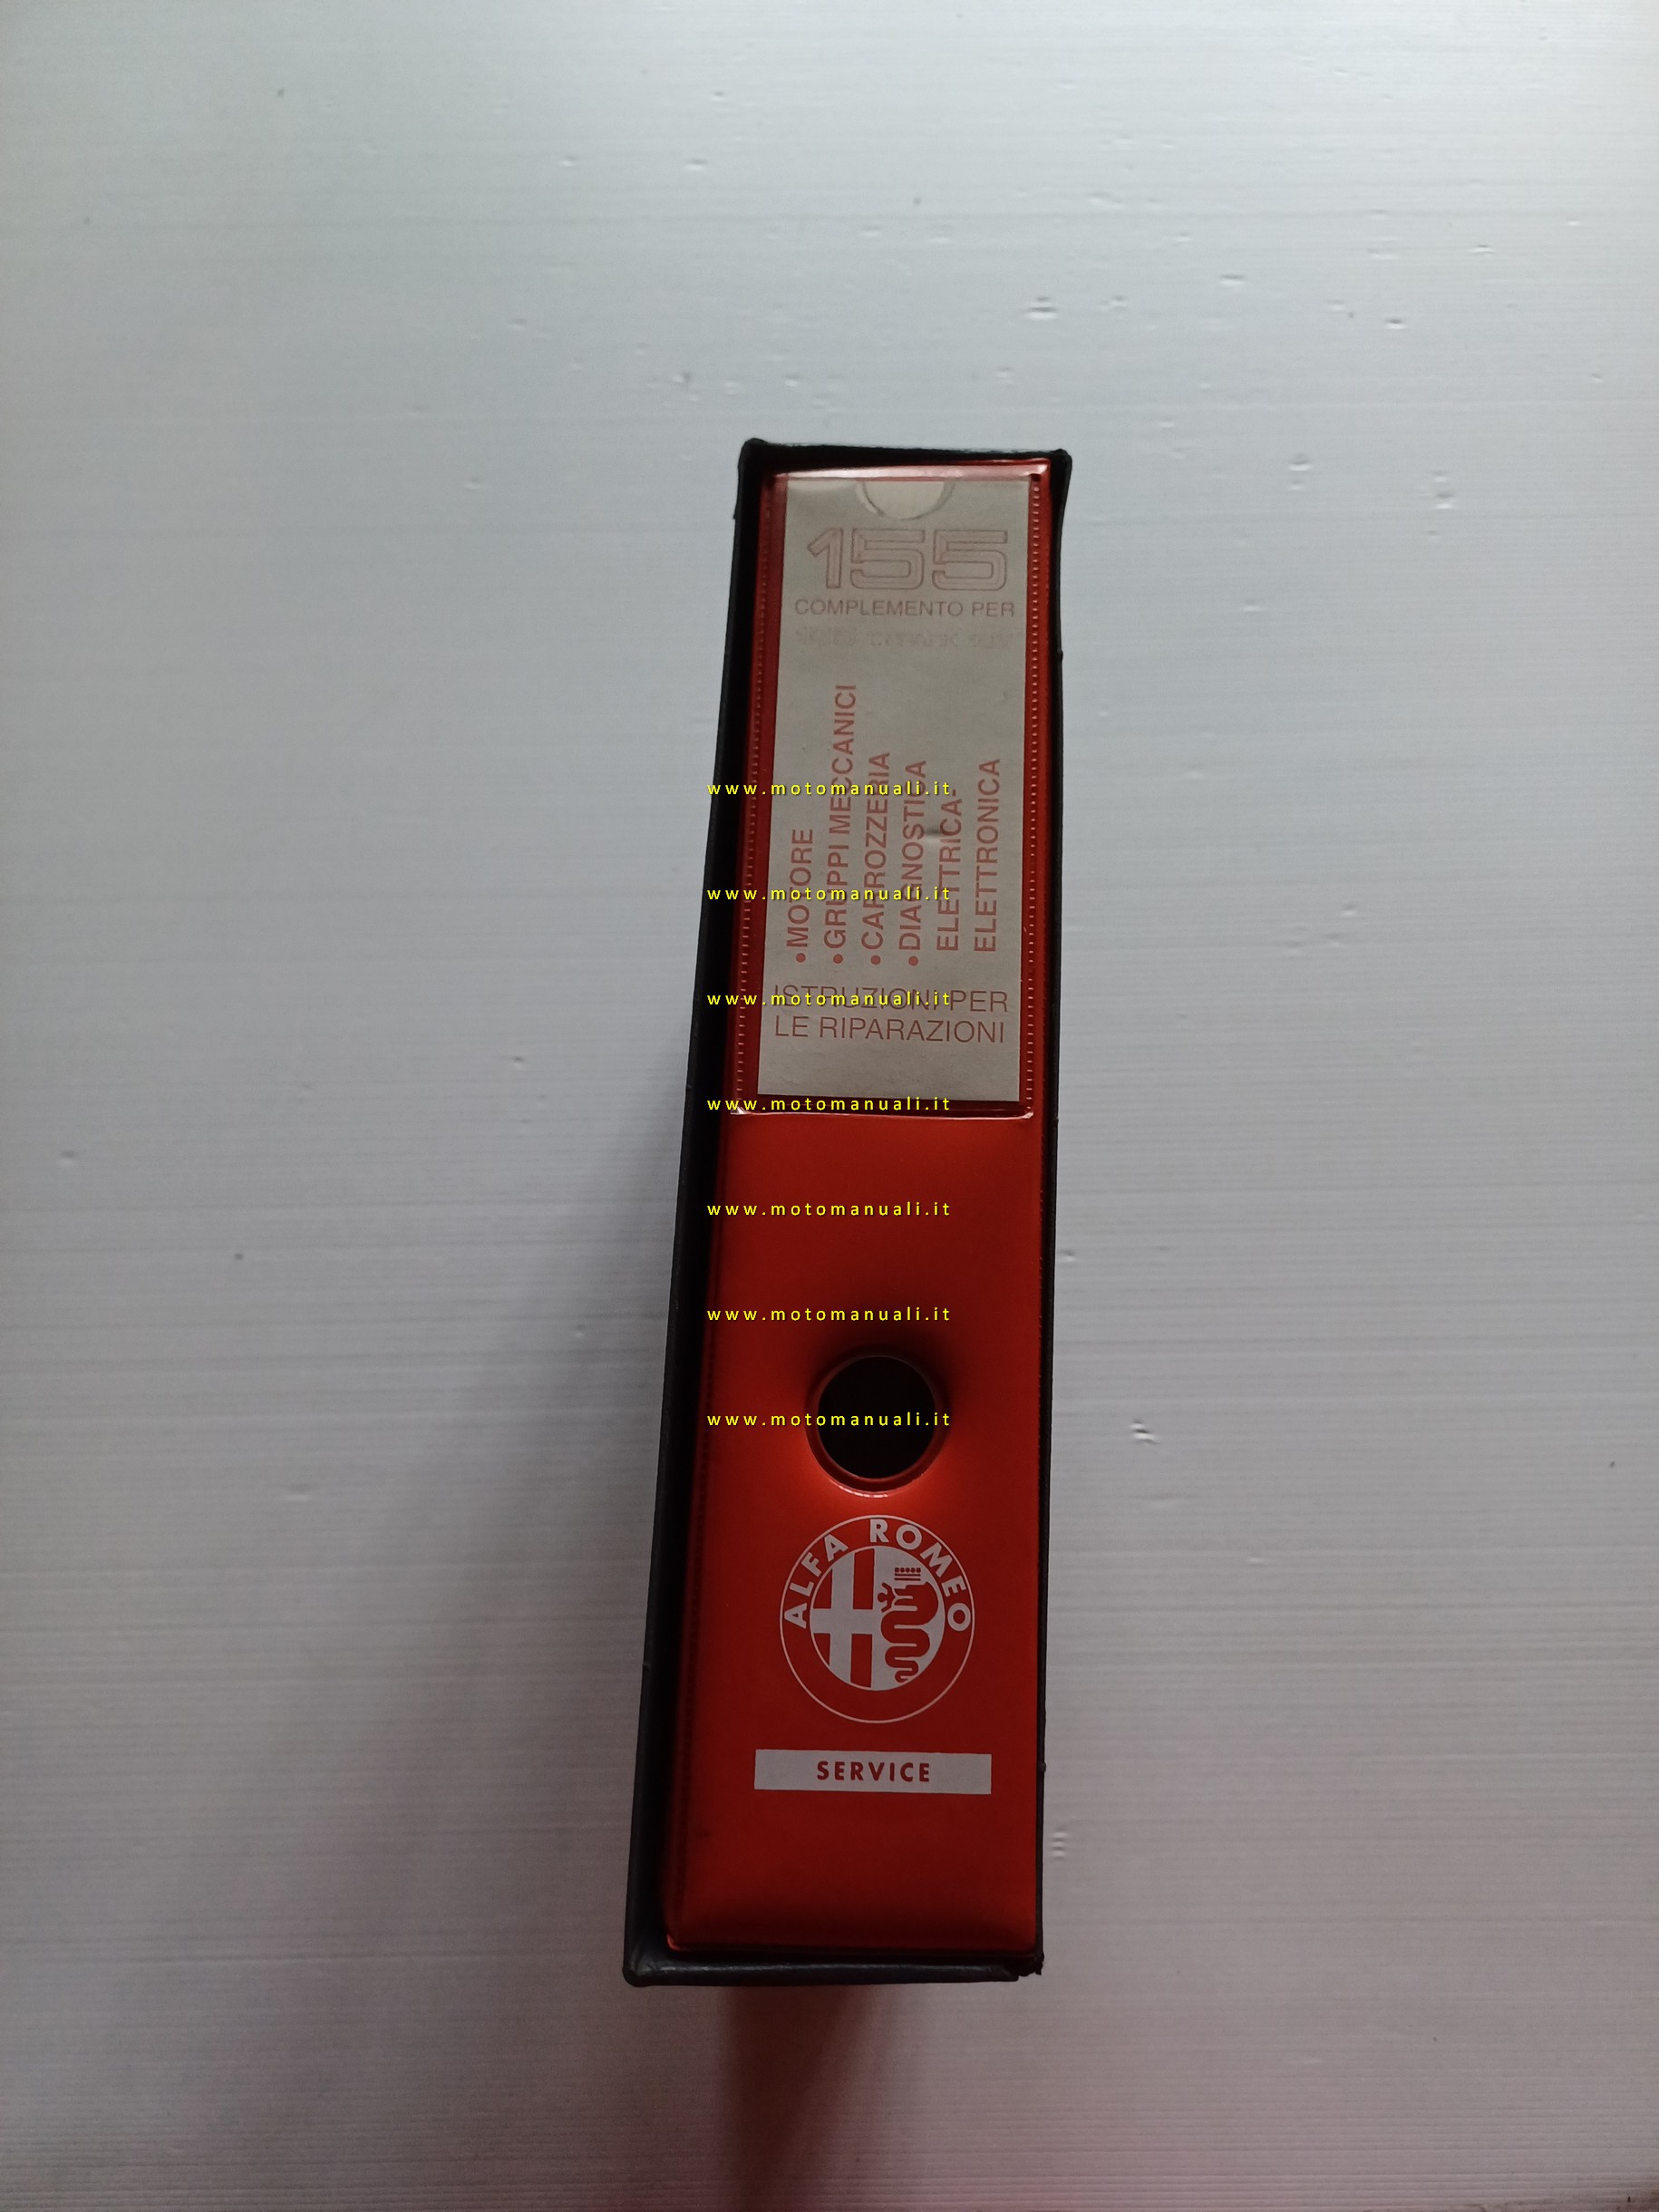 155
COMPLEMENTO PER
• MOTORE
• GRUPPI MECCANICI
• CARROZZERIA
• DIAGNOSTICA
ELETTRICA-
ELETTRONICA
ISTRUZIONI PER
LE RIPARAZIONI
www.motomanuali.it
www.motomanuali.it
www.motomanuali.it
www.motomanuali.it
www.motomanuali.it
www.motomanuali.it
www.motomanuali.it
ALFA ROMEO
SERVICE